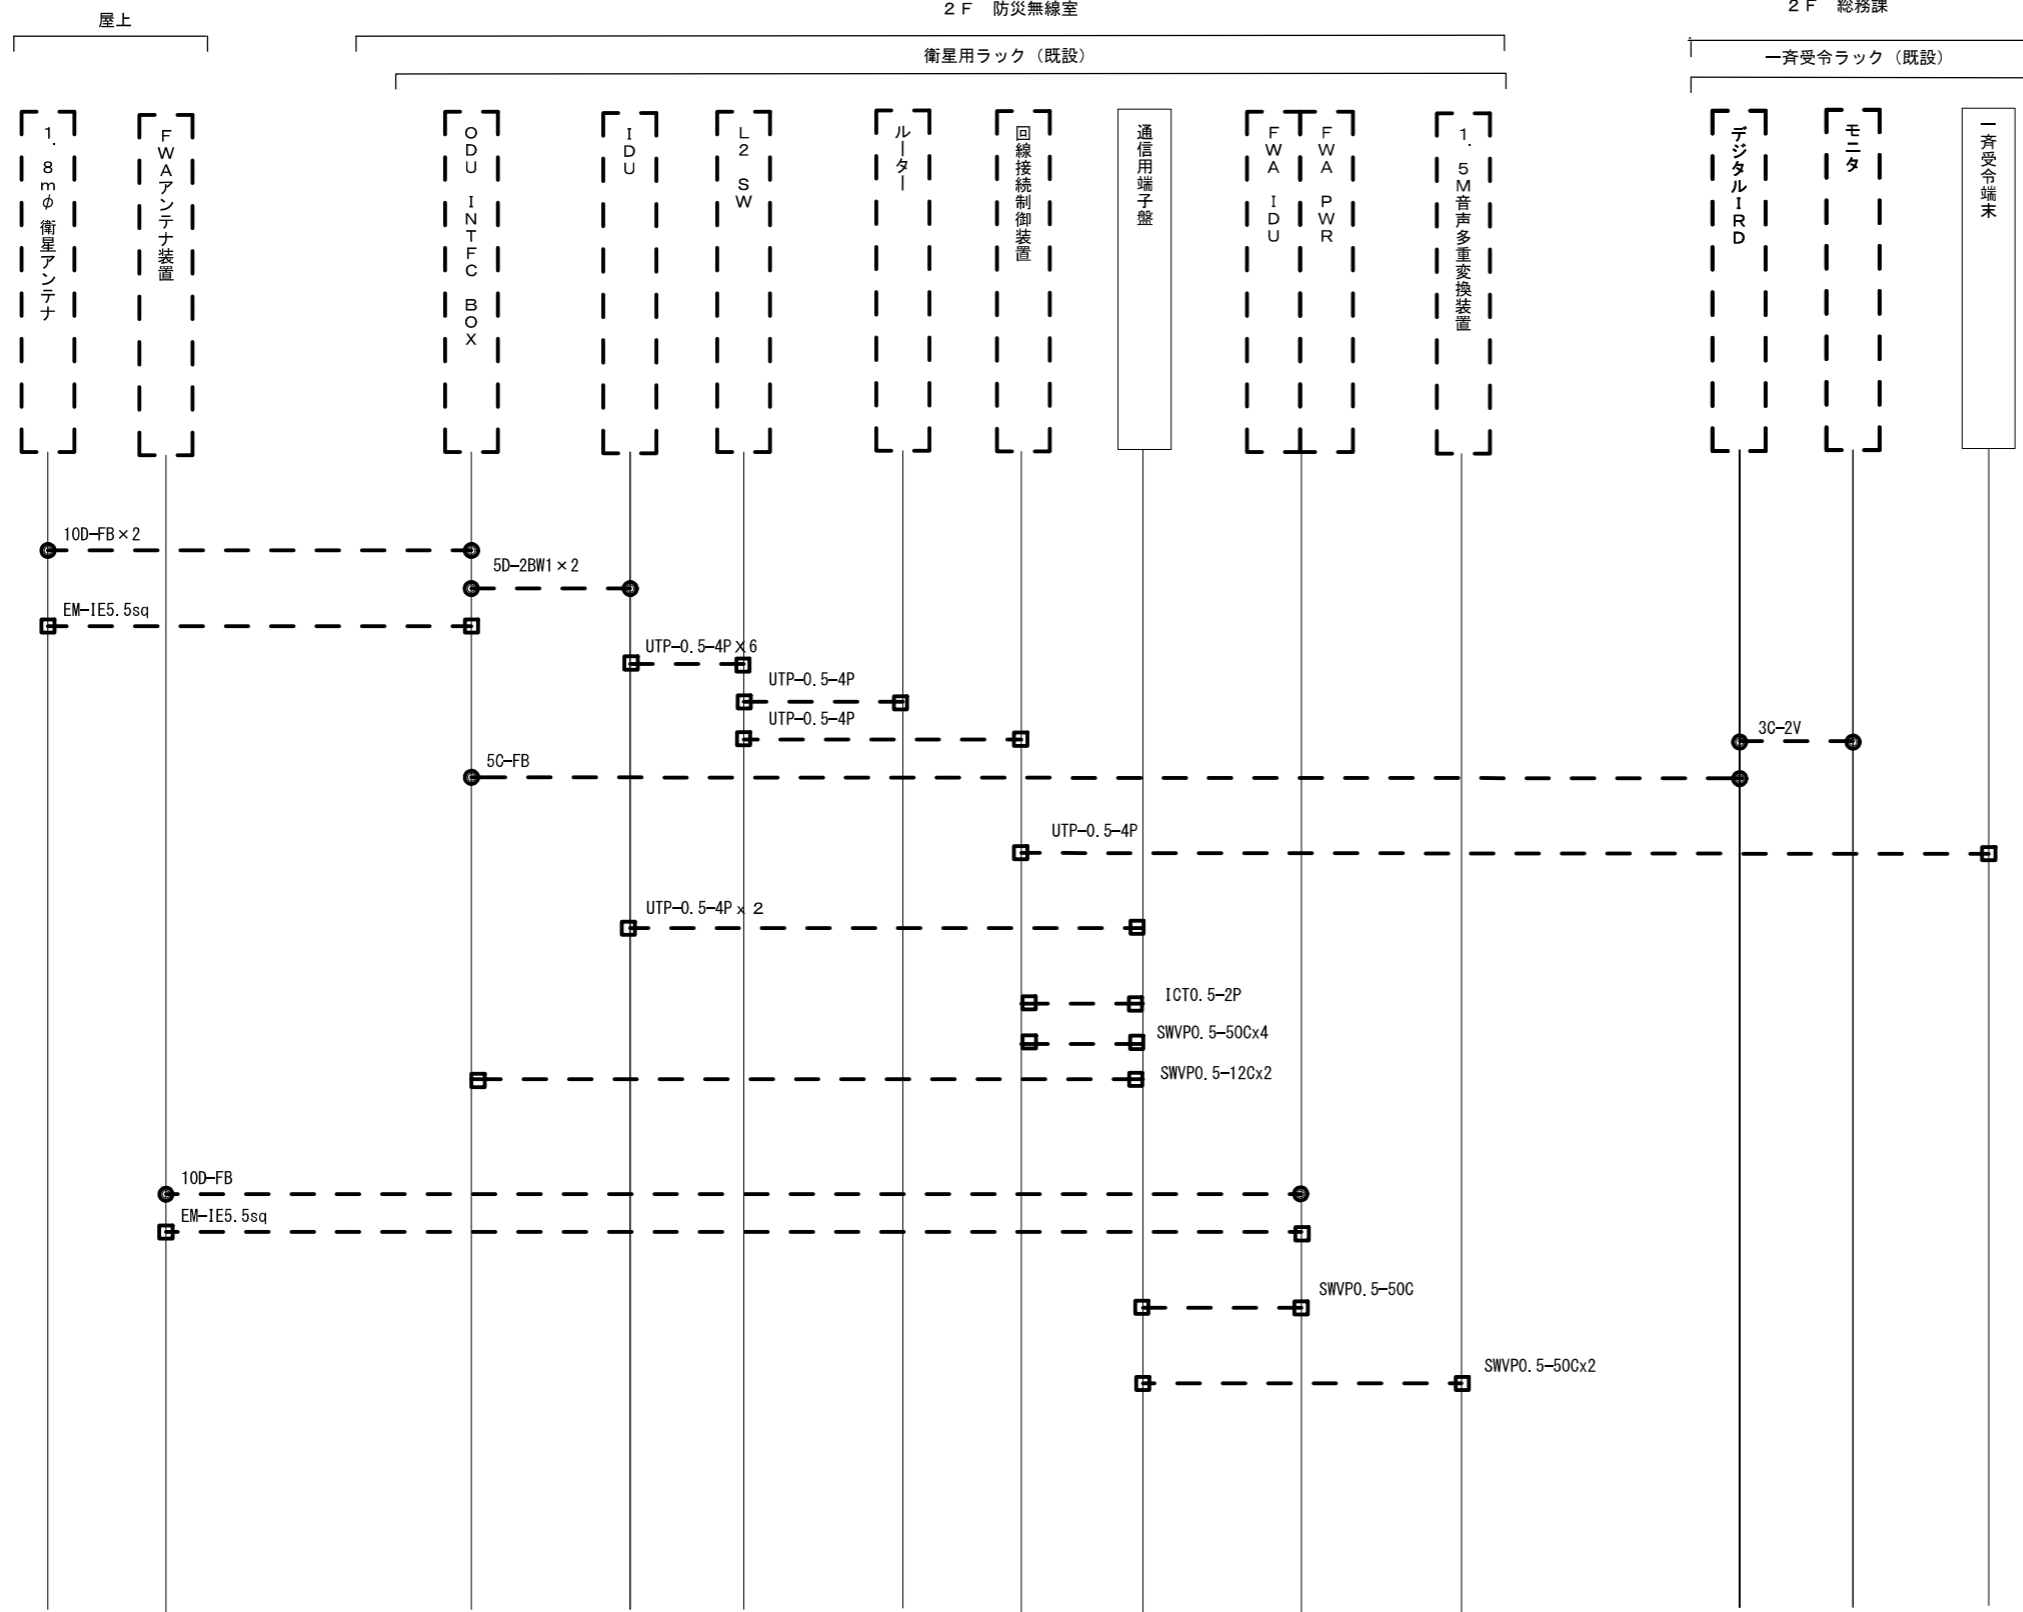 屋上
２Ｆ　防災無線室
２Ｆ　総務課
衛星用ラック（既設）
一斉受令ラック（既設）
１．８ｍφ 衛星アンテナ
ＦＷＡアンテナ装置
ＯＤＵ　ＩＮＴＦＣ　ＢＯＸ
ＩＤＵ
Ｌ２　ＳＷ
ルーター
回線接続制御装置
通信用端子盤
ＦＷＡ　ＩＤＵ
ＦＷＡ　ＰＷＲ
１．５Ｍ音声多重変換装置
デジタルＩＲＤ
モニタ
一斉受令端末
10D-FB×2
5D-2BW1×2
EM-IE5.5sq
UTP-0.5-4P×6
UTP-0.5-4P
UTP-0.5-4P
3C-2V
5C-FB
UTP-0.5-4P
UTP-0.5-4Px２
ICT0.5-2P
SWVP0.5-50Cx4
SWVP0.5-12Cx2
10D-FB
EM-IE5.5sq
SWVP0.5-50C
SWVP0.5-50Cx2